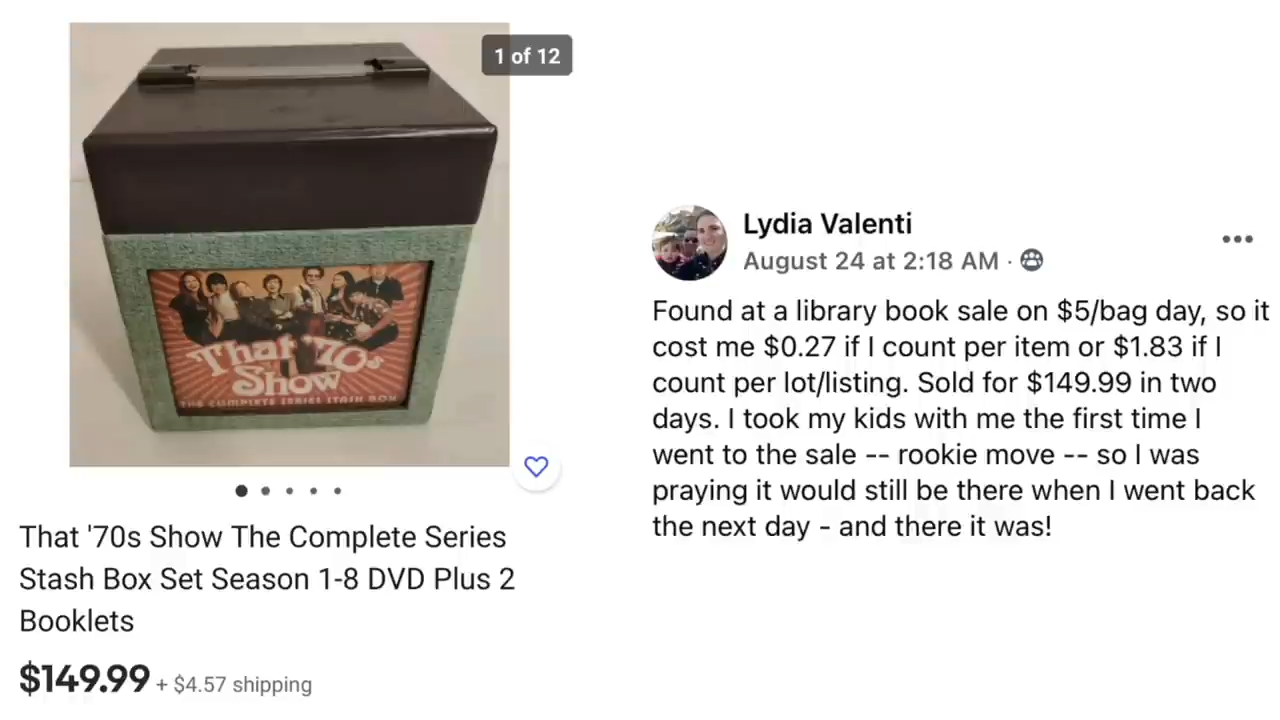 1 of 12
That '70s
Show
THE COMPLETE SERIES STASH BOX
That '70s Show The Complete Series
Stash Box Set Season 1-8 DVD Plus 2
Booklets
$149.99 + $4.57 shipping
Lydia Valenti
August 24 at 2:18 AM ·
Found at a library book sale on $5/bag day, so it
cost me $0.27 if I count per item or $1.83 if I
count per lot/listing. Sold for $149.99 in two
days. I took my kids with me the first time I
went to the sale -- rookie move -- so I was
praying it would still be there when I went back
the next day - and there it was!